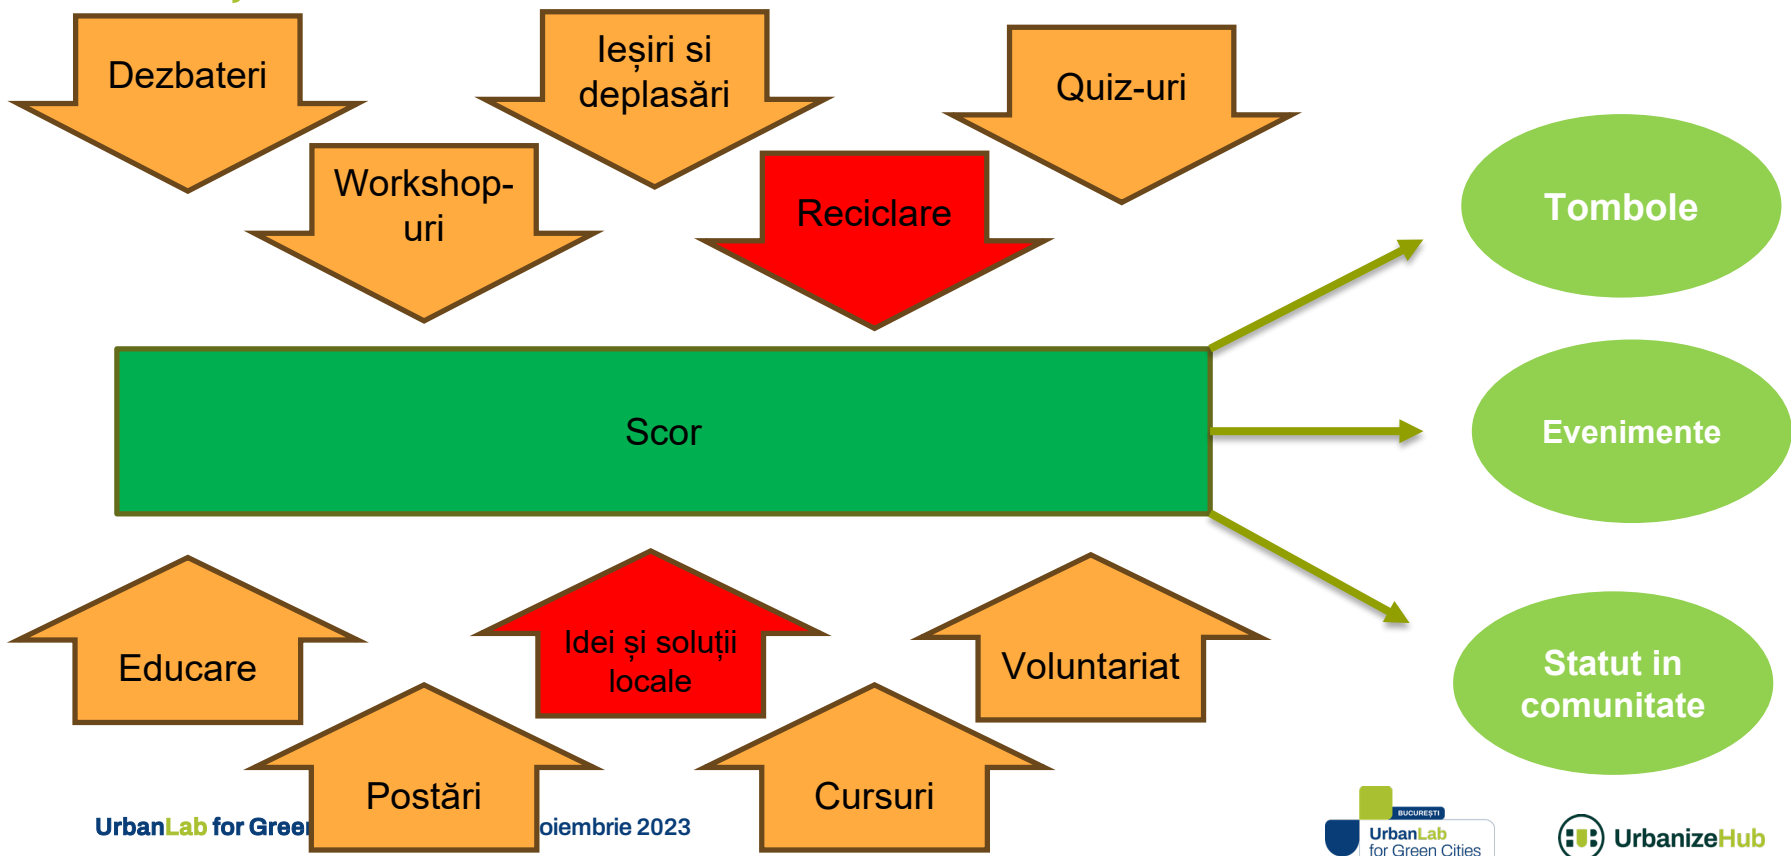 Dezbateri
Ieșiri si
deplasări
Quiz-uri
Workshop-
uri
Reciclare
Tombole
Scor
Evenimente
Educare
Idei și soluții
locale
Voluntariat
Statut in
comunitate
Postări
Cursuri
UrbanLab for Green
oiembrie 2023
BUCUREȘTI
UrbanLab
for Green Cities
UrbanizeHub